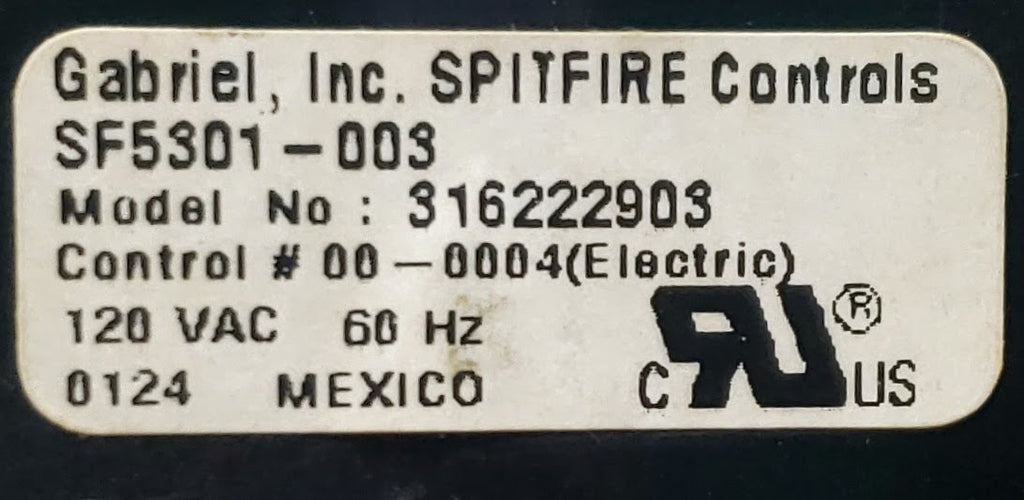 Gabriel, Inc. SPITFIRE Controls
SF5301-003
Model No: 316222903
Control # 00-0004(Electric)
120 VAC 60 Hz
0124 MEXICO
C RU ® US